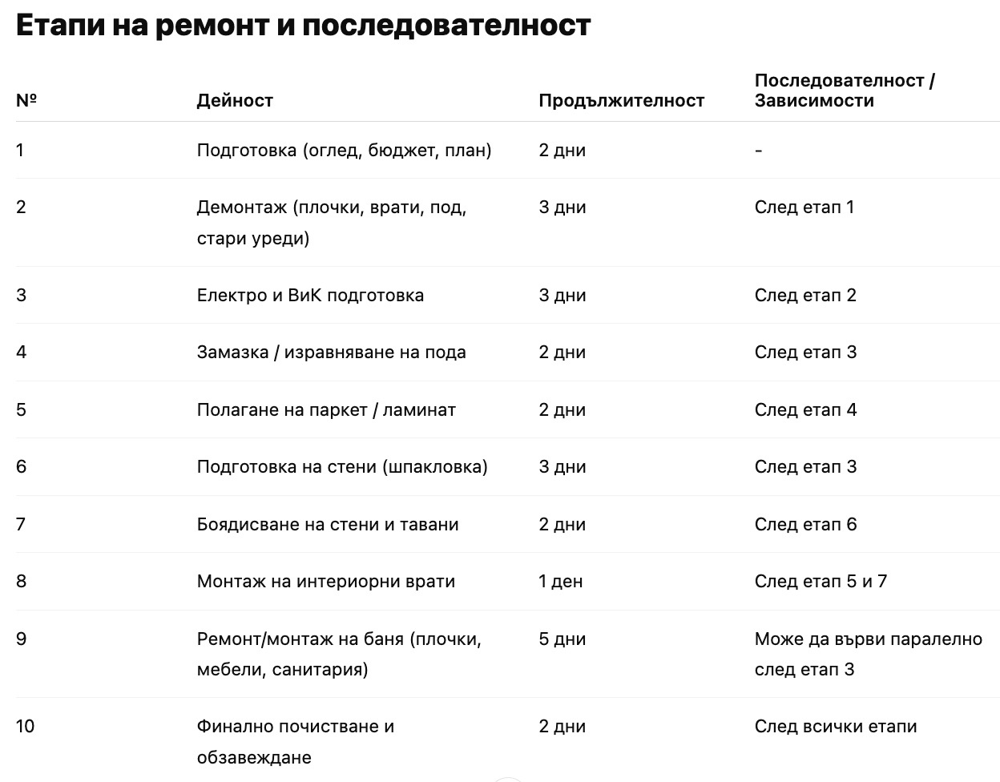 Етапи на ремонт и последователност
№ Дейност Продължителност Последователност / Зависимости
1 Подготовка (оглед, бюджет, план) 2 дни -
2 Демонтаж (плочки, врати, под, стари уреди) 3 дни След етап 1
3 Електро и ВиК подготовка 3 дни След етап 2
4 Замазка / изравняване на пода 2 дни След етап 3
5 Полагане на паркет / ламинат 2 дни След етап 4
6 Подготовка на стени (шпакловка) 3 дни След етап 3
7 Боядисване на стени и тавани 2 дни След етап 6
8 Монтаж на интериорни врати 1 ден След етап 5 и 7
9 Ремонт/монтаж на баня (плочки, мебели, санитария) 5 дни Може да върви паралелно след етап 3
10 Финално почистване и обзавеждане 2 дни След всички етапи